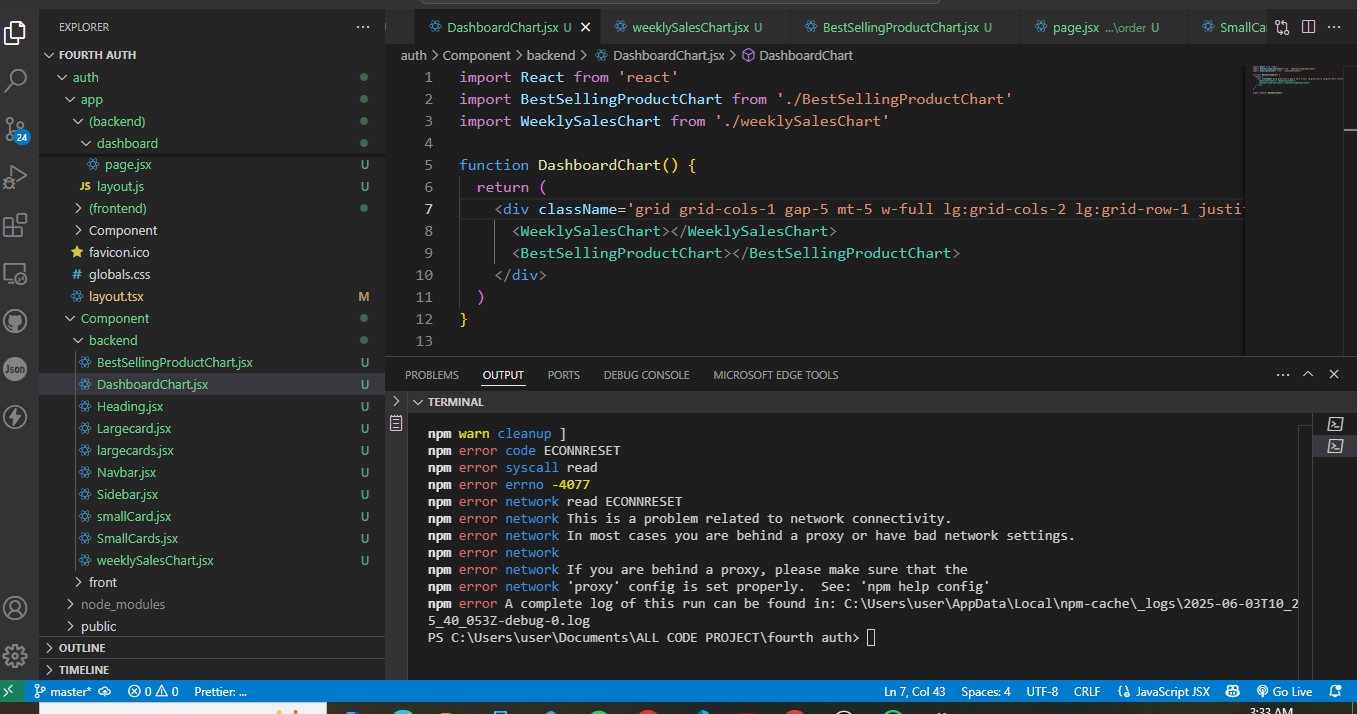 EXPLORER
FOURTH AUTH
auth
app
(backend)
dashboard
page.jsx U
JS layout.js U
(frontend)
Component
favicon.ico
# globals.css
layout.tsx M
Component
backend
BestSellingProductChart.jsx U
DashboardChart.jsx U
Heading.jsx U
Largecard.jsx U
largecards.jsx U
Navbar.jsx U
Sidebar.jsx U
smallCard.jsx U
SmallCards.jsx U
weeklySalesChart.jsx U
front
node_modules
public
OUTLINE
TIMELINE
24
Json
DashboardChart.jsx U
weeklySalesChart.jsx U
BestSellingProductChart.jsx U
page.jsx ...\order U
SmallCa
auth > Component > backend > DashboardChart.jsx > DashboardChart
1 import React from 'react'
2 import BestSellingProductChart from './BestSellingProductChart'
3 import WeeklySalesChart from './weeklySalesChart'
4
5 function DashboardChart() {
6 return (
7 <div className='grid grid-cols-1 gap-5 mt-5 w-full lg:grid-cols-2 lg:grid-row-1 justi
8 <WeeklySalesChart></WeeklySalesChart>
9 <BestSellingProductChart></BestSellingProductChart>
10 </div>
11 )
12 }
13
PROBLEMS OUTPUT PORTS DEBUG CONSOLE MICROSOFT EDGE TOOLS
TERMINAL
npm warn cleanup ]
npm error code ECONNRESET
npm error syscall read
npm error errno -4077
npm error network read ECONNRESET
npm error network This is a problem related to network connectivity.
npm error network In most cases you are behind a proxy or have bad network settings.
npm error network
npm error network If you are behind a proxy, please make sure that the
npm error network 'proxy' config is set properly.  See: 'npm help config'
npm error A complete log of this run can be found in: C:\Users\user\AppData\Local\npm-cache\_logs\2025-06-03T10_2
5_40_053Z-debug-0.log
PS C:\Users\user\Documents\ALL CODE PROJECT\fourth auth>
master* 0 0 Prettier: ... Ln 7, Col 43 Spaces: 4 UTF-8 CRLF {} JavaScript JSX Go Live
3:33 AM